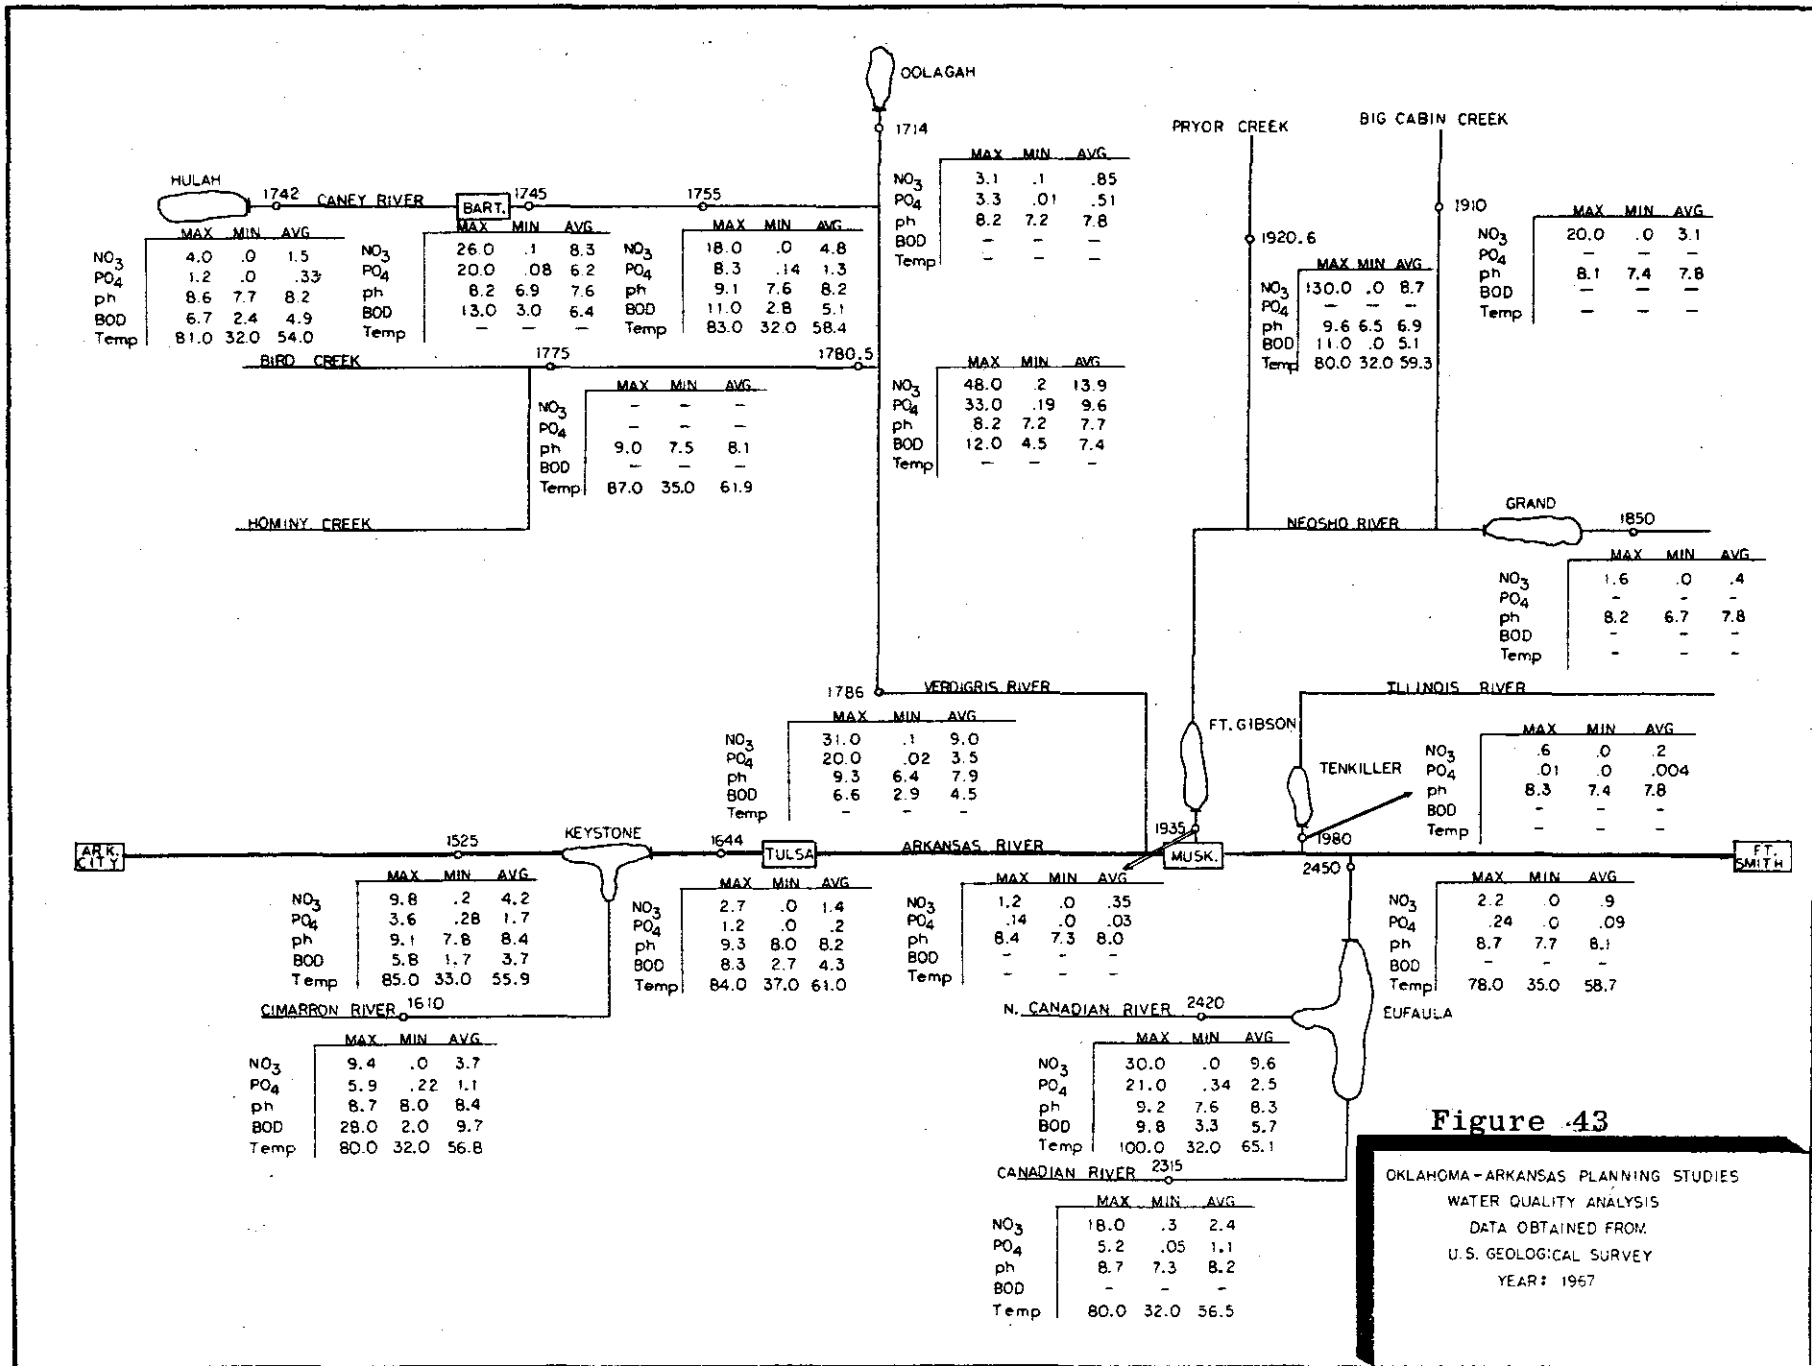 OOLAGAH
1714
MAX MIN AVG
NO3 3.1 .1 .85
PO4 3.3 .01 .51
ph 8.2 7.2 7.8
BOD - - -
Temp - - -
PRYOR CREEK
BIG CABIN CREEK
HULAH
1742
CANEY RIVER
BART.
1745
1755
MAX MIN AVG
NO3 4.0 .0 1.5
PO4 1.2 .0 .33
ph 8.6 7.7 8.2
BOD 6.7 2.4 4.9
Temp 81.0 32.0 54.0
MAX MIN AVG
NO3 26.0 .1 8.3
PO4 20.0 .08 6.2
ph 8.2 6.9 7.6
BOD 13.0 3.0 6.4
Temp - - -
MAX MIN AVG
NO3 18.0 .0 4.8
PO4 8.3 .14 1.3
ph 9.1 7.6 8.2
BOD 11.0 2.8 5.1
Temp 83.0 32.0 58.4
1920.6
MAX MIN AVG
NO3 130.0 .0 8.7
PO4 - - -
ph 9.6 6.5 6.9
BOD 11.0 .0 5.1
Temp 80.0 32.0 59.3
1910
MAX MIN AVG
NO3 20.0 .0 3.1
PO4 - - -
ph 8.1 7.4 7.8
BOD - - -
Temp - - -
BIRD CREEK
1775
1780.5
MAX MIN AVG
NO3 - - -
PO4 - - -
ph 9.0 7.5 8.1
BOD - - -
Temp 87.0 35.0 61.9
MAX MIN AVG
NO3 48.0 .2 13.9
PO4 33.0 .19 9.6
ph 8.2 7.2 7.7
BOD 12.0 4.5 7.4
Temp - - -
HOMINY CREEK
NEOSHO RIVER
GRAND
1850
MAX MIN AVG
NO3 1.6 .0 .4
PO4 - - -
ph 8.2 6.7 7.8
BOD - - -
Temp - - -
1786
VERDIGRIS RIVER
MAX MIN AVG
NO3 31.0 .1 9.0
PO4 20.0 .02 3.5
ph 9.3 6.4 7.9
BOD 6.6 2.9 4.5
Temp - - -
ILLINOIS RIVER
FT. GIBSON
TENKILLER
MAX MIN AVG
NO3 .6 .0 .2
PO4 .01 .0 .004
ph 8.3 7.4 7.8
BOD - - -
Temp - - -
ARK.
CITY
1525
KEYSTONE
1644
TULSA
ARKANSAS RIVER
1935
MUSK.
1980
2450
FT.
SMITH
MAX MIN AVG
NO3 9.8 .2 4.2
PO4 3.6 .28 1.7
ph 9.1 7.8 8.4
BOD 5.8 1.7 3.7
Temp 85.0 33.0 55.9
MAX MIN AVG
NO3 2.7 .0 1.4
PO4 1.2 .0 .2
ph 9.3 8.0 8.2
BOD 8.3 2.7 4.3
Temp 84.0 37.0 61.0
MAX MIN AVG
NO3 1.2 .0 .35
PO4 .14 .0 .03
ph 8.4 7.3 8.0
BOD - - -
Temp - - -
MAX MIN AVG
NO3 2.2 .0 .9
PO4 .24 .0 .09
ph 8.7 7.7 8.1
BOD - - -
Temp 78.0 35.0 58.7
CIMARRON RIVER
1610
MAX MIN AVG
NO3 9.4 .0 3.7
PO4 5.9 .22 1.1
ph 8.7 8.0 8.4
BOD 28.0 2.0 9.7
Temp 80.0 32.0 56.8
N. CANADIAN RIVER
2420
EUFAULA
MAX MIN AVG
NO3 30.0 .0 9.6
PO4 21.0 .34 2.5
ph 9.2 7.6 8.3
BOD 9.8 3.3 5.7
Temp 100.0 32.0 65.1
CANADIAN RIVER
2315
MAX MIN AVG
NO3 18.0 .3 2.4
PO4 5.2 .05 1.1
ph 8.7 7.3 8.2
BOD - - -
Temp 80.0 32.0 56.5
Figure 43
OKLAHOMA-ARKANSAS PLANNING STUDIES
WATER QUALITY ANALYSIS
DATA OBTAINED FROM
U.S. GEOLOGICAL SURVEY
YEAR: 1967